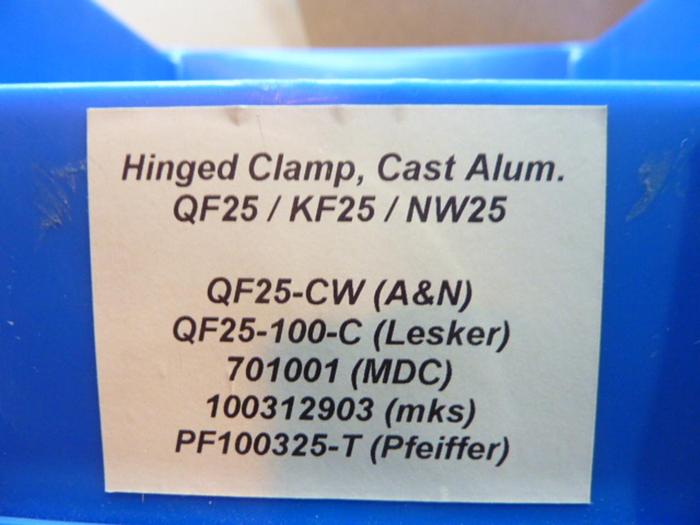 Hinged Clamp, Cast Alum.
QF25 / KF25 / NW25
QF25-CW (A&N)
QF25-100-C (Lesker)
701001 (MDC)
100312903 (mks)
PF100325-T (Pfeiffer)